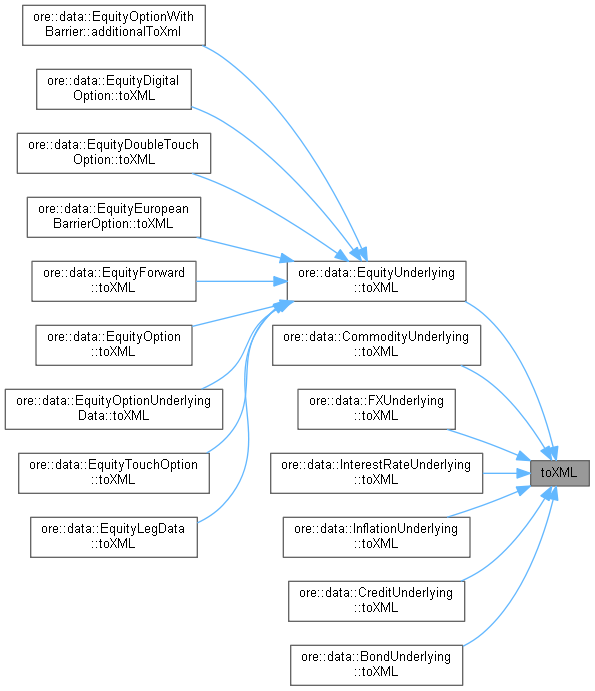 ore::data::EquityOptionWith
Barrier::additionalToXml
ore::data::EquityDigital
Option::toXML
ore::data::EquityDoubleTouch
Option::toXML
ore::data::EquityEuropean
BarrierOption::toXML
ore::data::EquityForward
::toXML
ore::data::EquityOption
::toXML
ore::data::EquityOptionUnderlying
Data::toXML
ore::data::EquityTouchOption
::toXML
ore::data::EquityLegData
::toXML
ore::data::EquityUnderlying
::toXML
ore::data::CommodityUnderlying
::toXML
ore::data::FXUnderlying
::toXML
ore::data::InterestRateUnderlying
::toXML
ore::data::InflationUnderlying
::toXML
ore::data::CreditUnderlying
::toXML
ore::data::BondUnderlying
::toXML
toXML